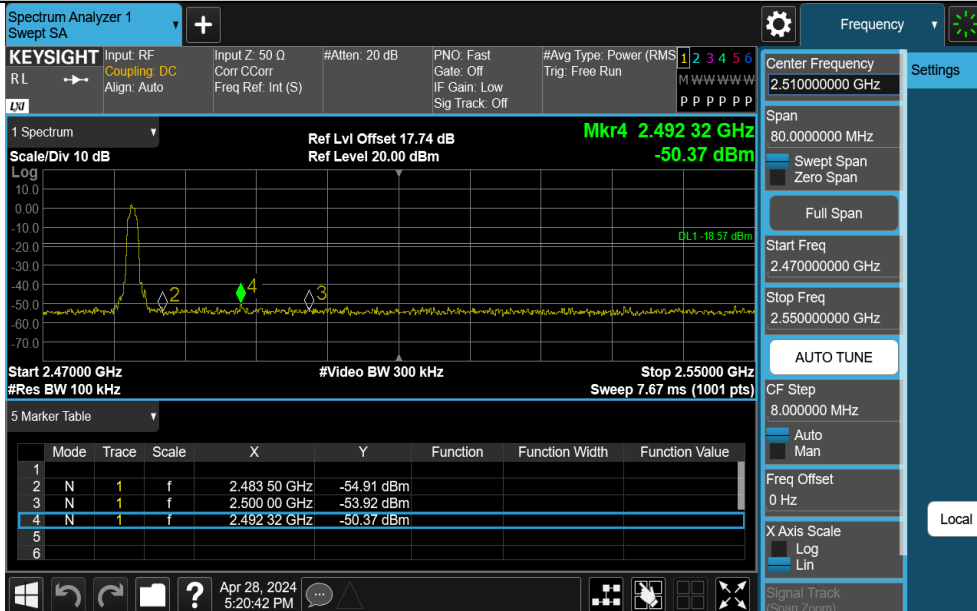 Spectrum Analyzer 1
Swept SA
+
Frequency
KEYSIGHT
RL
LXI
Input: RF
Coupling: DC
Align: Auto
Input Z: 50 Ω
Corr CCorr
Freq Ref: Int (S)
#Atten: 20 dB
PNO: Fast
Gate: Off
IF Gain: Low
Sig Track: Off
#Avg Type: Power (RMS
Trig: Free Run
1 2 3 4 5 6
M W W W W W
P P P P P P
1 Spectrum
Scale/Div 10 dB
Ref Lvl Offset 17.74 dB
Ref Level 20.00 dBm
Mkr4 2.492 32 GHz
-50.37 dBm
Log
10.0
0.00
-10.0
-20.0
-30.0
-40.0
-50.0
-60.0
-70.0
DL1 -18.57 dBm
2
4
3
Start 2.47000 GHz
#Res BW 100 kHz
#Video BW 300 kHz
Stop 2.55000 GHz
Sweep 7.67 ms (1001 pts)
5 Marker Table
Mode Trace Scale X Y Function Function Width Function Value
1
2 N 1 f 2.483 50 GHz -54.91 dBm
3 N 1 f 2.500 00 GHz -53.92 dBm
4 N 1 f 2.492 32 GHz -50.37 dBm
5
6
?
Apr 28, 2024
5:20:42 PM
Center Frequency
2.510000000 GHz
Span
80.0000000 MHz
Swept Span
Zero Span
Full Span
Start Freq
2.470000000 GHz
Stop Freq
2.550000000 GHz
AUTO TUNE
CF Step
8.000000 MHz
Auto
Man
Freq Offset
0 Hz
X Axis Scale
Log
Lin
Signal Track
(Span Zoom)
Settings
Local